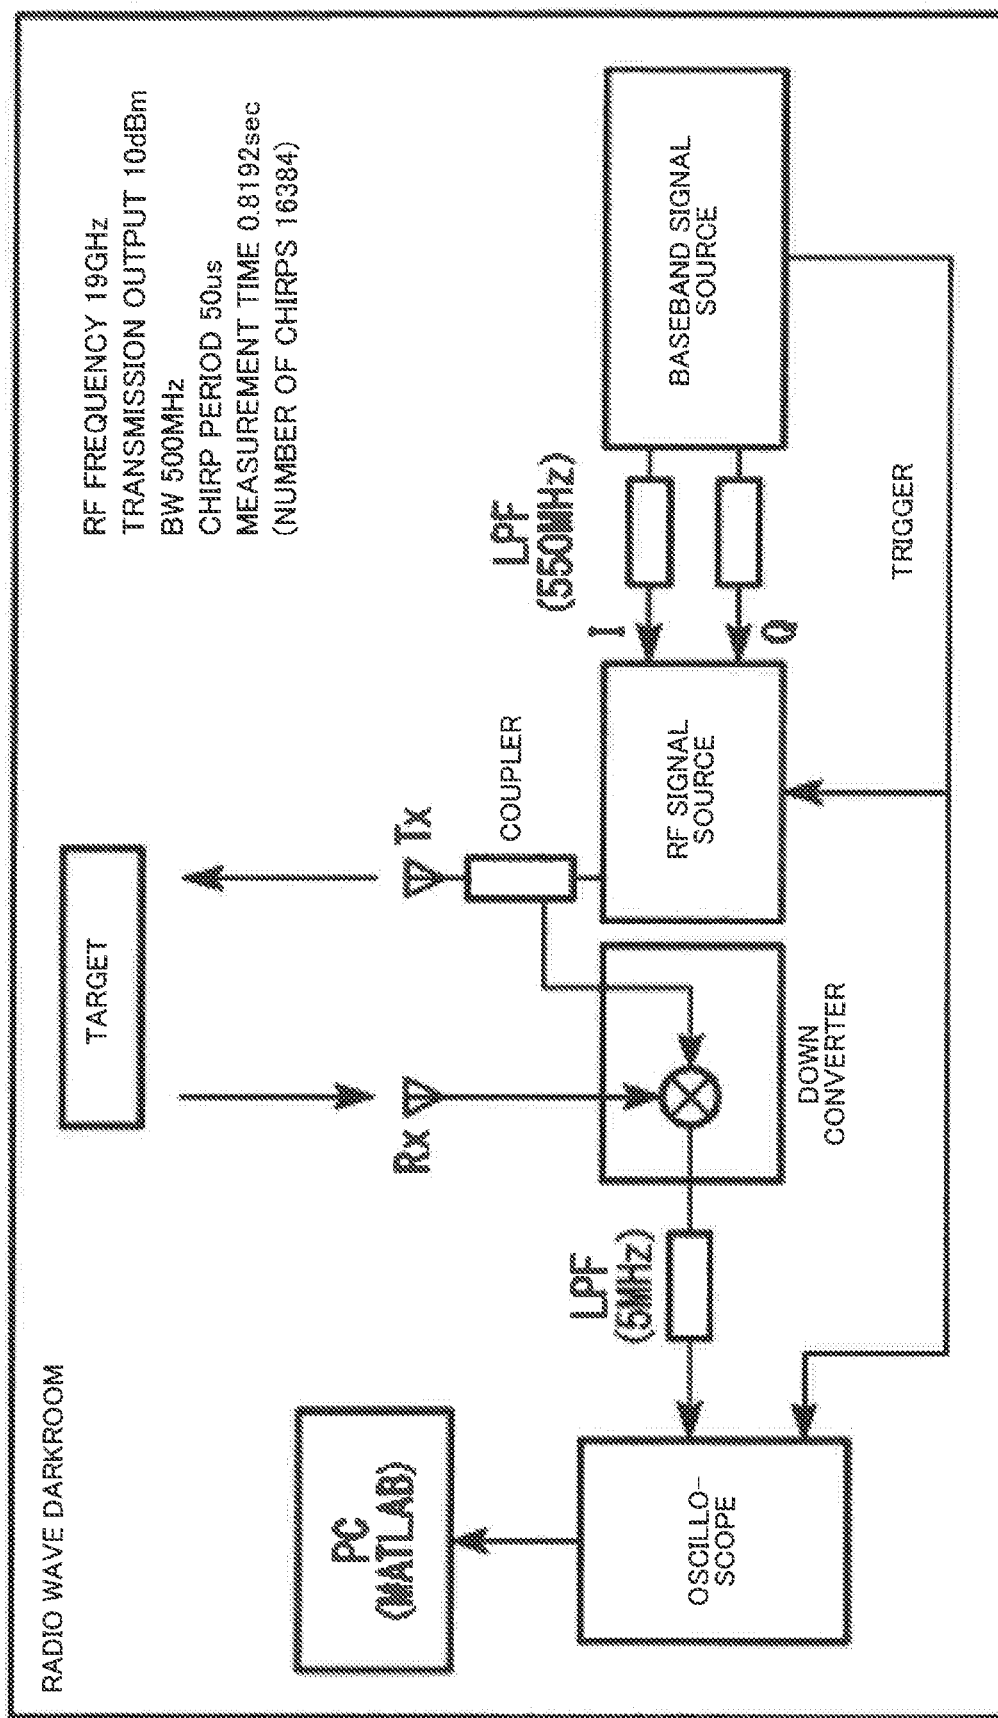 RADIO WAVE DARKROOM
RF FREQUENCY 19GHz
TRANSMISSION OUTPUT 10dBm
BW 500MHz
CHIRP PERIOD 50us
MEASUREMENT TIME 0.8192sec
(NUMBER OF CHIRPS 16384)
TARGET
Rx
Tx
COUPLER
PC
(MATLAB)
LPF
(5MHz)
LPF
(550MHz)
I
Q
OSCILLO-
SCOPE
DOWN
CONVERTER
RF SIGNAL
SOURCE
BASEBAND SIGNAL
SOURCE
TRIGGER